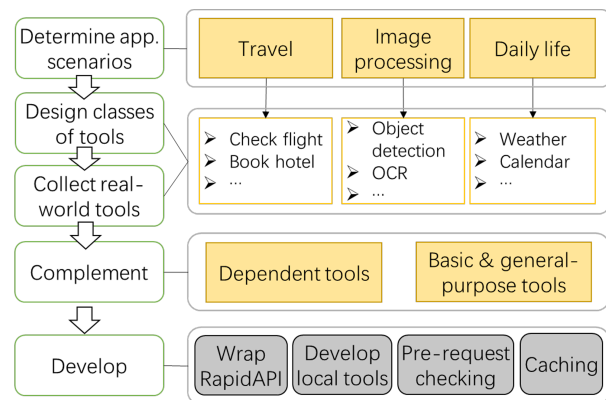 Determine app.
scenarios
Travel
Image
processing
Daily life
Design classes
of tools
Collect real-
world tools
➢ Check flight
➢ Book hotel
➢ ...
➢ Object
detection
➢ OCR
➢ ...
➢ Weather
➢ Calendar
➢ ...
Complement
Dependent tools
Basic & general-
purpose tools
Develop
Wrap
RapidAPI
Develop
local tools
Pre-request
checking
Caching